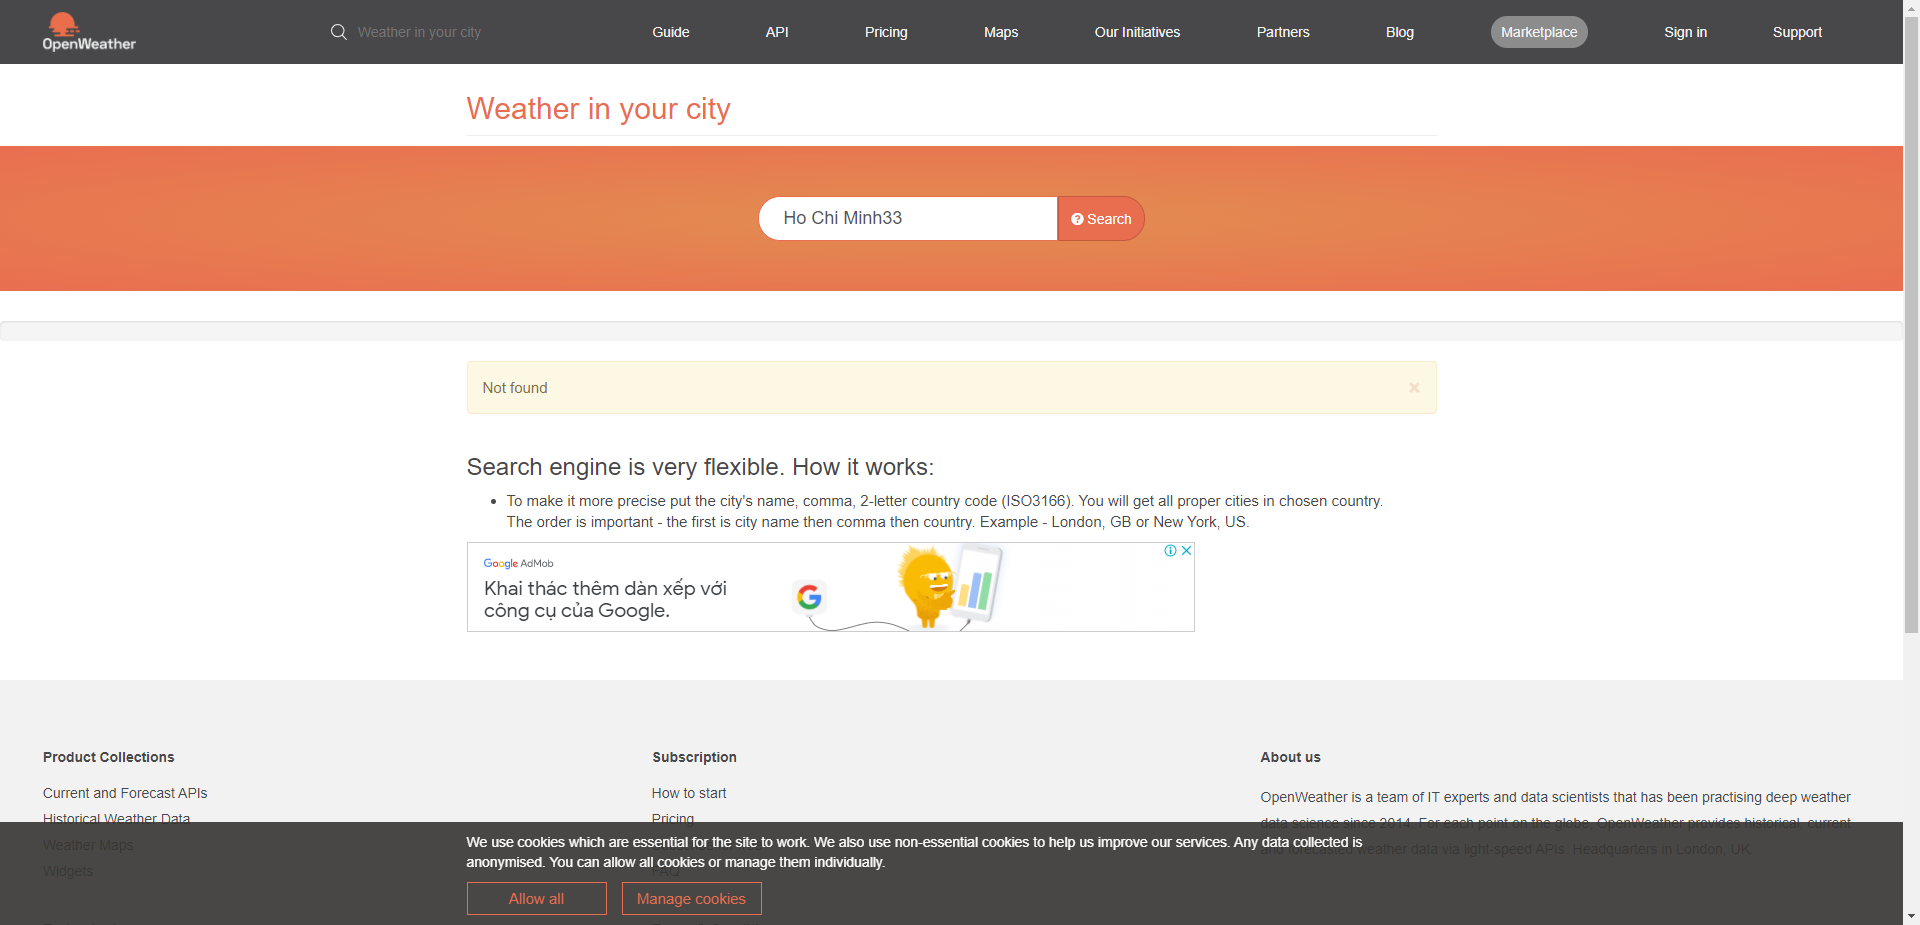 OpenWeather
Weather in your city
Guide
API
Pricing
Maps
Our Initiatives
Partners
Blog
Marketplace
Sign in
Support
Weather in your city
Ho Chi Minh33
Search
Not found
Search engine is very flexible. How it works:
To make it more precise put the city's name, comma, 2-letter country code (ISO3166). You will get all proper cities in chosen country.
The order is important - the first is city name then comma then country. Example - London, GB or New York, US.
Google AdMob
Khai thác thêm dàn xếp với
công cụ của Google.
Product Collections
Current and Forecast APIs
Historical Weather Data
Weather Maps
Widgets
Subscription
How to start
Pricing
FAQ
About us
OpenWeather is a team of IT experts and data scientists that has been practising deep weather
data science since 2014. For each point on the globe, OpenWeather provides historical, current
and forecasted weather data via light-speed APIs. Headquarters in London, UK.
We use cookies which are essential for the site to work. We also use non-essential cookies to help us improve our services. Any data collected is
anonymised. You can allow all cookies or manage them individually.
Allow all
Manage cookies